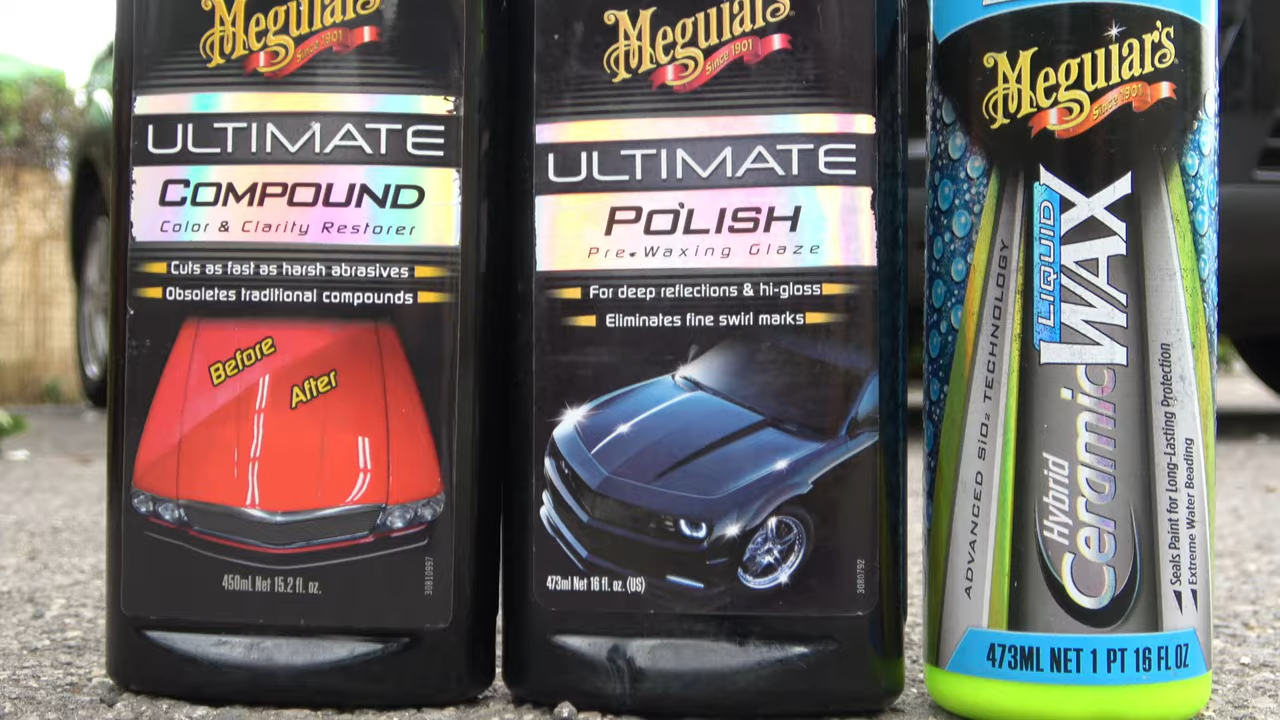 Meguiar's
Since 1901
ULTIMATE
COMPOUND
Color & Clarity Restorer
Cuts as fast as harsh abrasives
Obsoletes traditional compounds
Before
After
450mL Net 15.2 fl. oz.
30810997
Meguiar's
Since 1901
ULTIMATE
POLISH
Pre-Waxing Glaze
For deep reflections & hi-gloss
Eliminates fine swirl marks
473ml Net 16 fl. oz. (US)
3080792
Meguiar's
Since 1901
ADVANCED SiO₂ TECHNOLOGY
Hybrid
Ceramic
LIQUID
WAX
Seals Paint for Long-Lasting Protection
Extreme Water Beading
473ML NET 1 PT 16 FL OZ